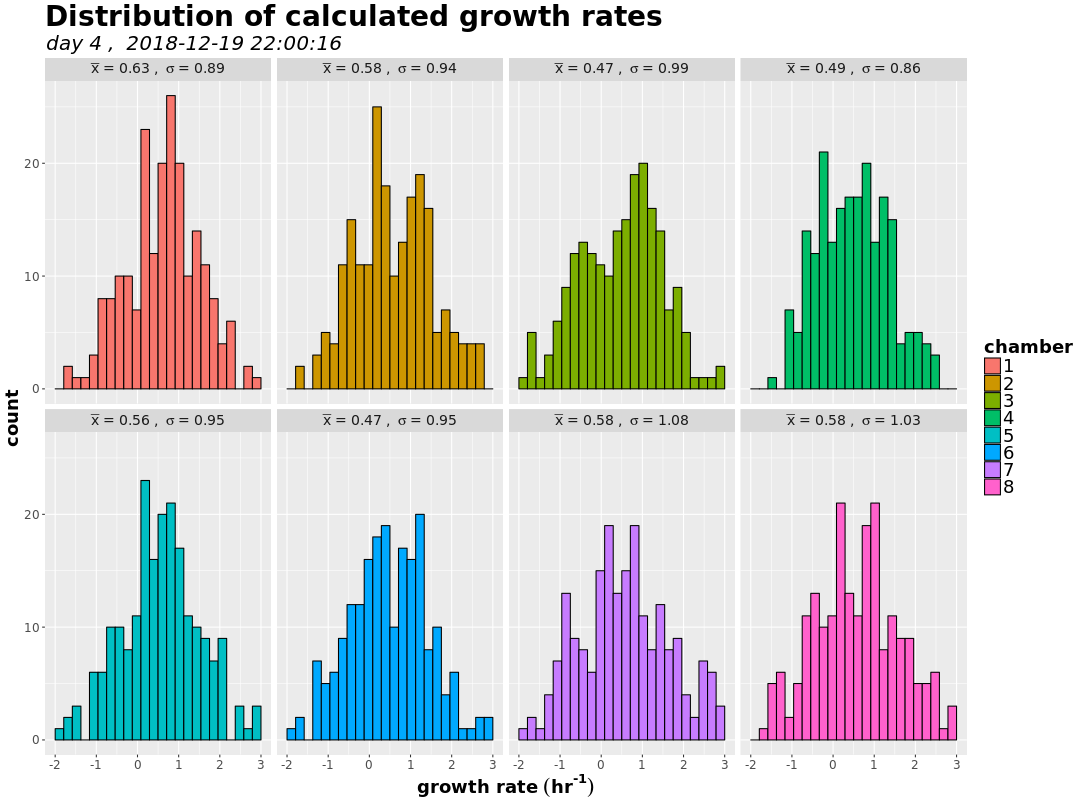 Distribution of calculated growth rates
day 4 ,  2018-12-19 22:00:16
x̅ = 0.63 ,  σ = 0.89
x̅ = 0.58 ,  σ = 0.94
x̅ = 0.47 ,  σ = 0.99
x̅ = 0.49 ,  σ = 0.86
20
10
0
x̅ = 0.56 ,  σ = 0.95
x̅ = 0.47 ,  σ = 0.95
x̅ = 0.58 ,  σ = 1.08
x̅ = 0.58 ,  σ = 1.03
20
10
0
-2 -1 0 1 2 3 -2 -1 0 1 2 3 -2 -1 0 1 2 3 -2 -1 0 1 2 3
growth rate (hr⁻¹)
count
chamber
1
2
3
4
5
6
7
8